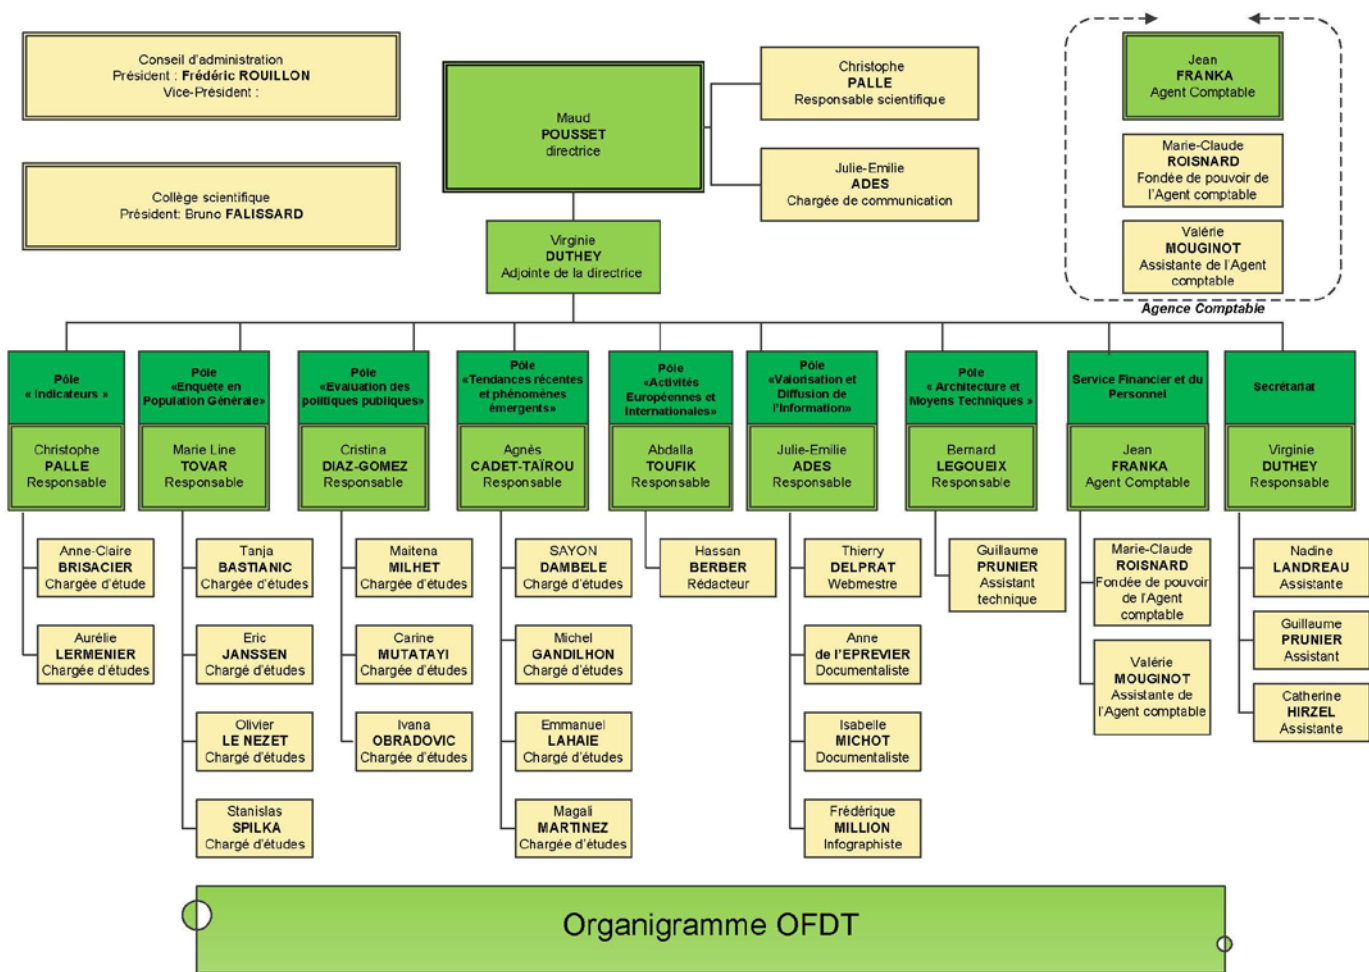 Conseil d'administration
Président : Frédéric ROUILLON
Vice-Président :
Collège scientifique
Président: Bruno FALISSARD
Maud
POUSSET
directrice
Christophe
PALLE
Responsable scientifique
Julie-Emilie
ADES
Chargée de communication
Virginie
DUTHEY
Adjointe de la directrice
Jean
FRANKA
Agent Comptable
Marie-Claude
ROISNARD
Fondée de pouvoir de
l'Agent comptable
Valérie
MOUGINOT
Assistante de l'Agent
comptable
Agence Comptable
Pôle
« Indicateurs »
Christophe
PALLE
Responsable
Anne-Claire
BRISACIER
Chargée d'étude
Aurélie
LERMENIER
Chargée d'études
Pôle
«Enquête en
Population Générale»
Marie Line
TOVAR
Responsable
Tanja
BASTIANIC
Chargée d'études
Eric
JANSSEN
Chargé d'études
Olivier
LE NEZET
Chargé d'études
Stanislas
SPILKA
Chargé d'études
Pôle
«Evaluation des
politiques publiques»
Cristina
DIAZ-GOMEZ
Responsable
Maitena
MILHET
Chargée d'études
Carine
MUTATAYI
Chargée d'études
Ivana
OBRADOVIC
Chargée d'études
Pôle
«Tendances récentes
et phénomènes
émergents»
Agnès
CADET-TAÏROU
Responsable
SAYON
DAMBELE
Chargée d'études
Michel
GANDILHON
Chargé d'études
Emmanuel
LAHAIE
Chargé d'études
Magali
MARTINEZ
Chargée d'études
Pôle
«Activités
Européennes et
Internationales»
Abdalla
TOUFIK
Responsable
Hassan
BERBER
Rédacteur
Pôle
«Valorisation et
Diffusion de
l'Information»
Julie-Emilie
ADES
Responsable
Thierry
DELPRAT
Webmestre
Anne
de l'EPREVIER
Documentaliste
Isabelle
MICHOT
Documentaliste
Frédérique
MILLION
Infographiste
Pôle
« Architecture et
Moyens Techniques »
Bernard
LEGOUEIX
Responsable
Guillaume
PRUNIER
Assistant
technique
Service Financier et du
Personnel
Jean
FRANKA
Agent Comptable
Marie-Claude
ROISNARD
Fondée de pouvoir
de l'Agent
comptable
Valérie
MOUGINOT
Assistante de
l'Agent comptable
Secrétariat
Virginie
DUTHEY
Responsable
Nadine
LANDREAU
Assistante
Guillaume
PRUNIER
Assistant
Catherine
HIRZEL
Assistante
Organigramme OFDT